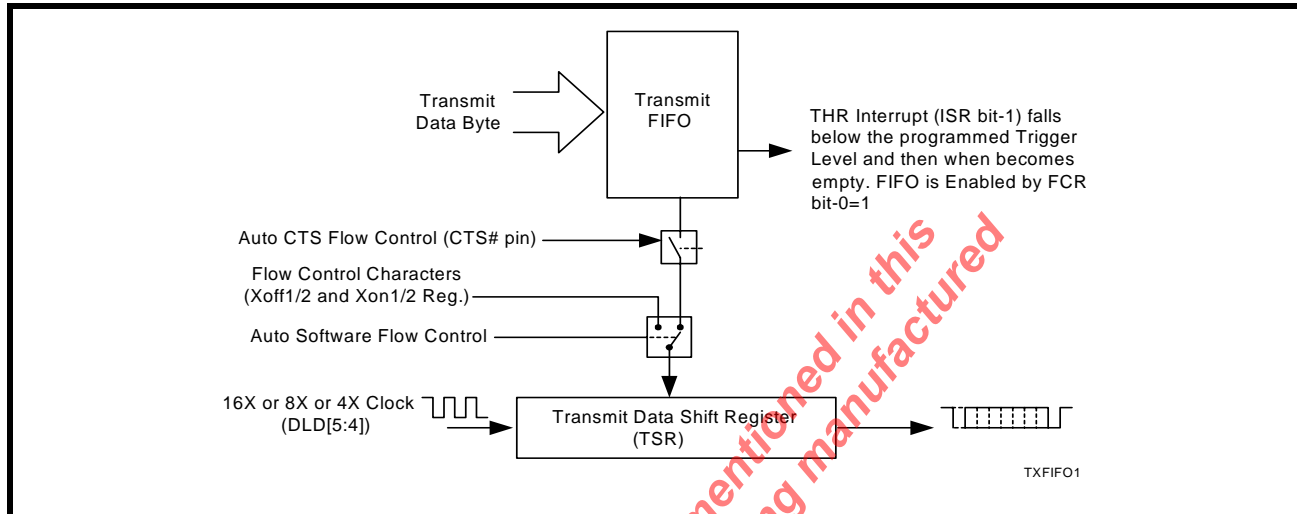 Transmit
Data Byte
Transmit
FIFO
THR Interrupt (ISR bit-1) falls
below the programmed Trigger
Level and then when becomes
empty. FIFO is Enabled by FCR
bit-0=1
Auto CTS Flow Control (CTS# pin)
Flow Control Characters
(Xoff1/2 and Xon1/2 Reg.)
Auto Software Flow Control
16X or 8X or 4X Clock
(DLD[5:4])
Transmit Data Shift Register
(TSR)
TXFIFO1
mentioned in this
manufactured